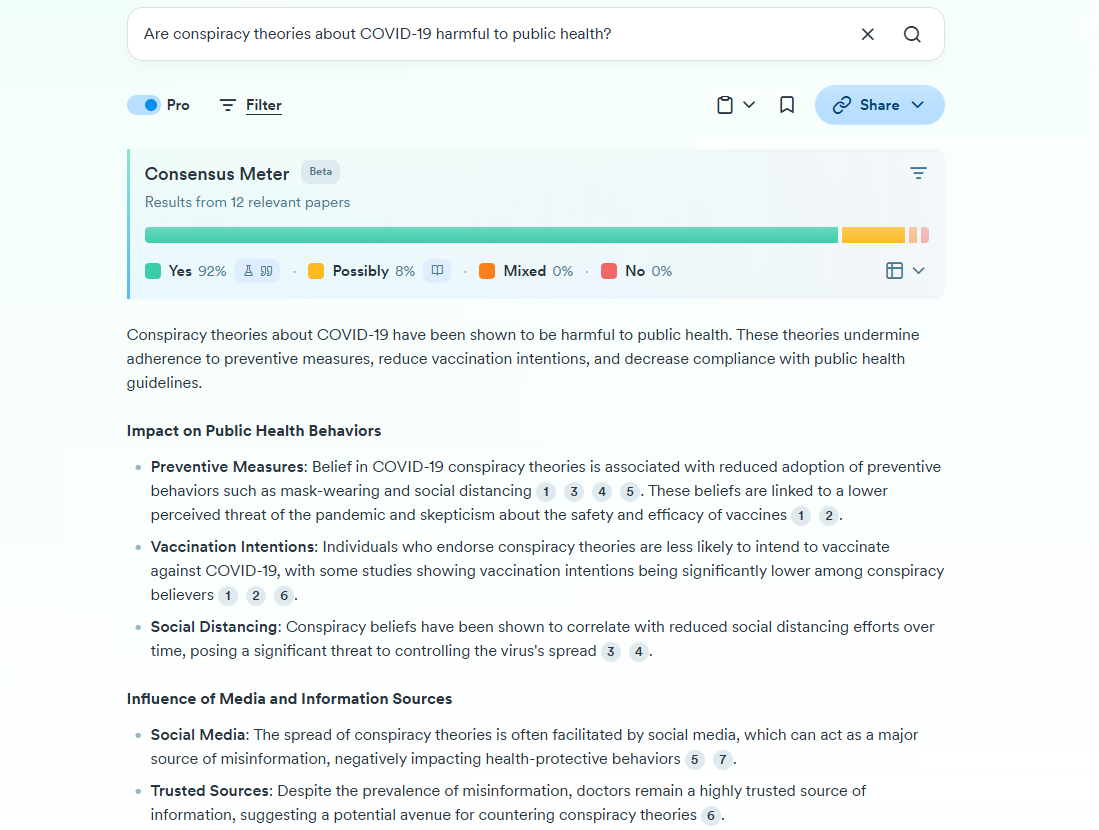 Are conspiracy theories about COVID-19 harmful to public health?
Pro
Filter
Share
Consensus Meter Beta
Results from 12 relevant papers
Yes 92% · Possibly 8% · Mixed 0% · No 0%
Conspiracy theories about COVID-19 have been shown to be harmful to public health. These theories undermine
adherence to preventive measures, reduce vaccination intentions, and decrease compliance with public health
guidelines.
Impact on Public Health Behaviors
• Preventive Measures: Belief in COVID-19 conspiracy theories is associated with reduced adoption of preventive
behaviors such as mask-wearing and social distancing 1 3 4 5. These beliefs are linked to a lower
perceived threat of the pandemic and skepticism about the safety and efficacy of vaccines 1 2.
• Vaccination Intentions: Individuals who endorse conspiracy theories are less likely to intend to vaccinate
against COVID-19, with some studies showing vaccination intentions being significantly lower among conspiracy
believers 1 2 6.
• Social Distancing: Conspiracy beliefs have been shown to correlate with reduced social distancing efforts over
time, posing a significant threat to controlling the virus's spread 3 4.
Influence of Media and Information Sources
• Social Media: The spread of conspiracy theories is often facilitated by social media, which can act as a major
source of misinformation, negatively impacting health-protective behaviors 5 7.
• Trusted Sources: Despite the prevalence of misinformation, doctors remain a highly trusted source of
information, suggesting a potential avenue for countering conspiracy theories 6.